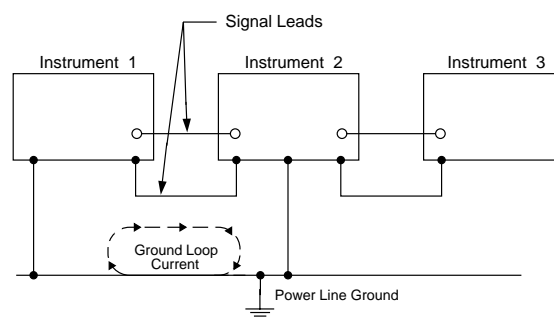 Signal Leads
Instrument 1
Instrument 2
Instrument 3
Ground Loop
Current
Power Line Ground